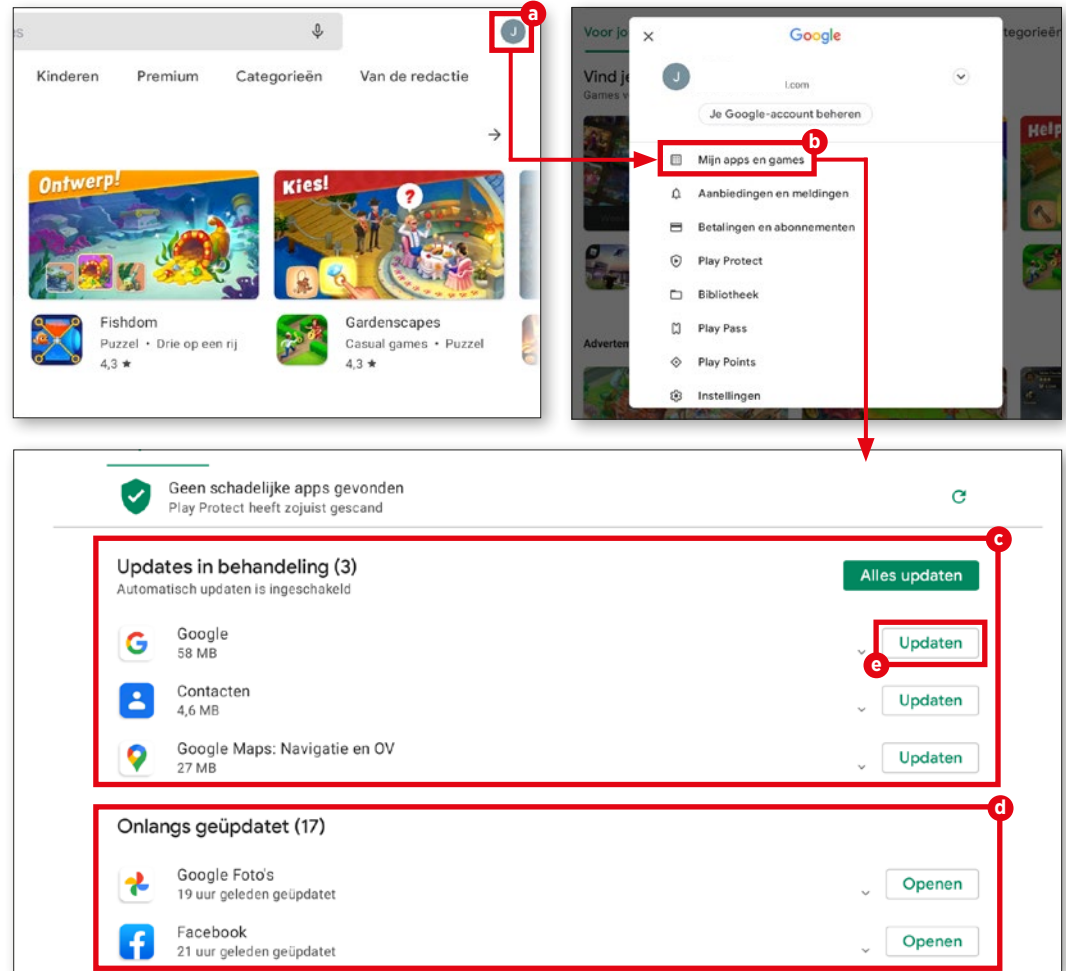 a
J
Kinderen Premium Categorieën Van de redactie
Ontwerp!
Kies!
?
Fishdom
Puzzel • Drie op een rij
4,3 ★
Gardenscapes
Casual games • Puzzel
4,3 ★
Voor jo
tegorieën
Google
Vind je
Games v
J
l.com
Je Google-account beheren
Help
b
Mijn apps en games
Aanbiedingen en meldingen
Betalingen en abonnementen
Play Protect
Bibliotheek
Play Pass
Adverten
Play Points
Instellingen
Geen schadelijke apps gevonden
Play Protect heeft zojuist gescand
c
Updates in behandeling (3)
Automatisch updaten is ingeschakeld
Alles updaten
Google
58 MB
Updaten
e
Contacten
4,6 MB
Updaten
Google Maps: Navigatie en OV
27 MB
Updaten
d
Onlangs geüpdatet (17)
Google Foto's
19 uur geleden geüpdatet
Openen
Facebook
21 uur geleden geüpdatet
Openen